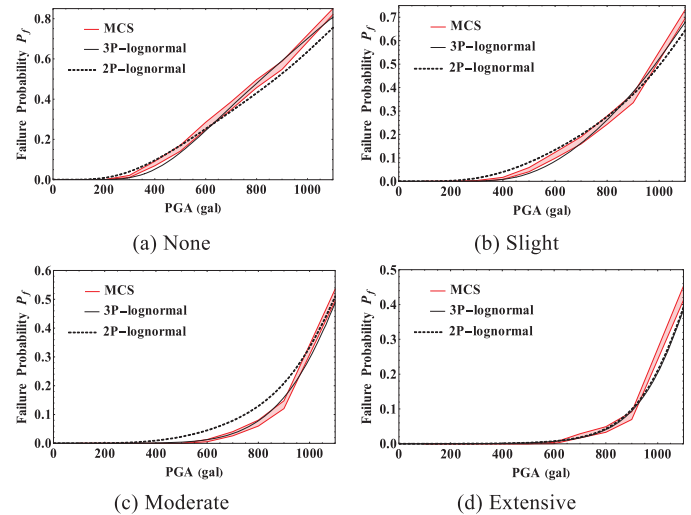 0.8
0.6
0.4
0.2
0.0
0 200 400 600 800 1000
Failure Probability Pf
PGA (gal)
MCS
3P−lognormal
2P−lognormal
(a) None
0.7
0.6
0.5
0.4
0.3
0.2
0.1
0.0
0 200 400 600 800 1000
Failure Probability Pf
PGA (gal)
MCS
3P−lognormal
2P−lognormal
(b) Slight
0.6
0.5
0.4
0.3
0.2
0.1
0.0
0 200 400 600 800 1000
Failure Probability Pf
PGA (gal)
MCS
3P−lognormal
2P−lognormal
(c) Moderate
0.5
0.4
0.3
0.2
0.1
0.0
0 200 400 600 800 1000
Failure Probability Pf
PGA (gal)
MCS
3P−lognormal
2P−lognormal
(d) Extensive